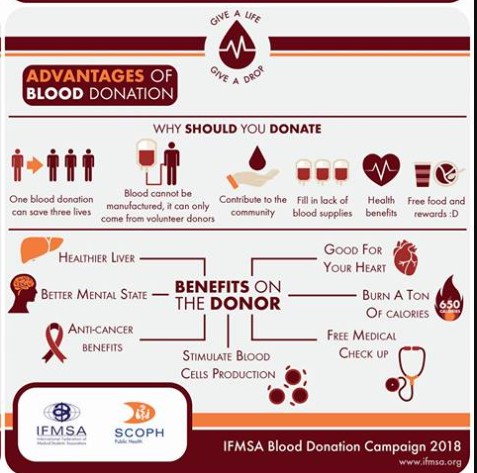 GIVE A LIFE
GIVE A DROP
ADVANTAGES OF
BLOOD DONATION
WHY SHOULD YOU DONATE
One blood donation
can save three lives
Blood cannot be
manufactured, it can only
come from volunteer donors
Contribute to the
community
Fill in lack of
blood supplies
Health
benefits
Free food and
rewards :D
HEALTHIER LIVER
BETTER MENTAL STATE
ANTI-CANCER
BENEFITS
BENEFITS ON
THE DONOR
STIMULATE BLOOD
CELLS PRODUCTION
GOOD FOR
YOUR HEART
BURN A TON
OF CALORIES
650
CALORIES
FREE MEDICAL
CHECK UP
IFMSA
International Federation of
Medical Students' Associations
SCOPH
Public Health
IFMSA Blood Donation Campaign 2018
www.ifmsa.org